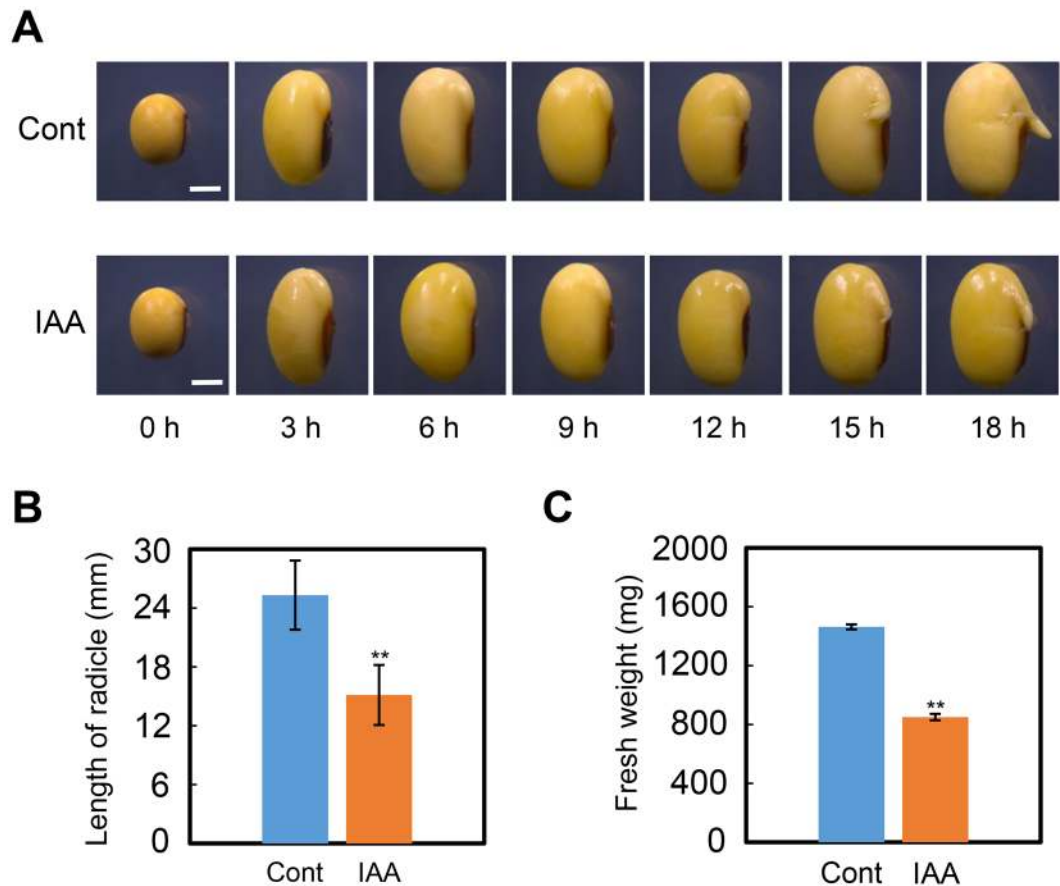 A
Cont
IAA
0 h 3 h 6 h 9 h 12 h 15 h 18 h
B
Length of radicle (mm)
30
24
18
12
6
0
**
Cont IAA
C
Fresh weight (mg)
2000
1600
1200
800
400
0
**
Cont IAA